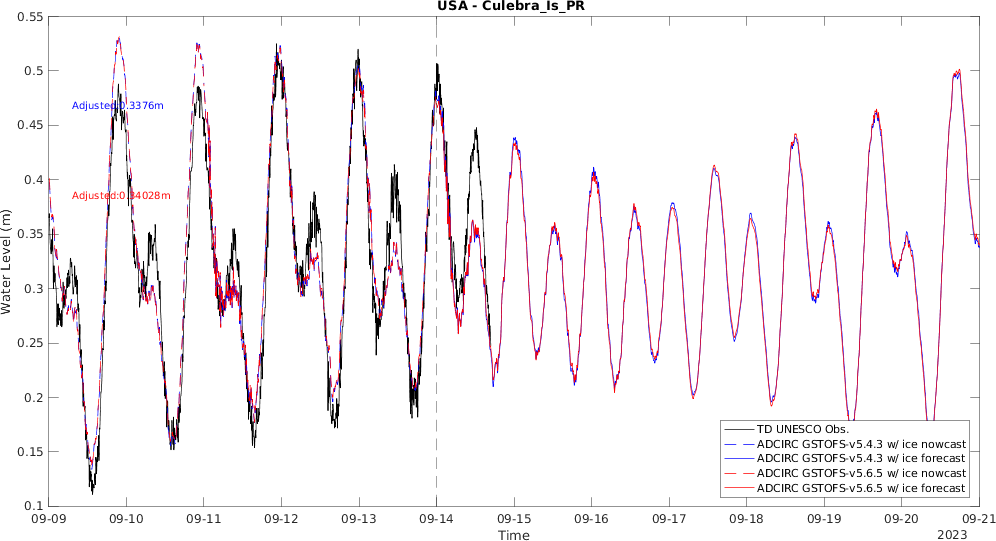 USA - Culebra_Is_PR
0.55
0.5
0.45
0.4
0.35
0.3
0.25
0.2
0.15
0.1
Water Level (m)
Adjusted:0.3376m
Adjusted:0.34028m
TD UNESCO Obs.
ADCIRC GSTOFS-v5.4.3 w/ ice nowcast
ADCIRC GSTOFS-v5.4.3 w/ ice forecast
ADCIRC GSTOFS-v5.6.5 w/ ice nowcast
ADCIRC GSTOFS-v5.6.5 w/ ice forecast
09-09 09-10 09-11 09-12 09-13 09-14 09-15 09-16 09-17 09-18 09-19 09-20 09-21
Time
2023